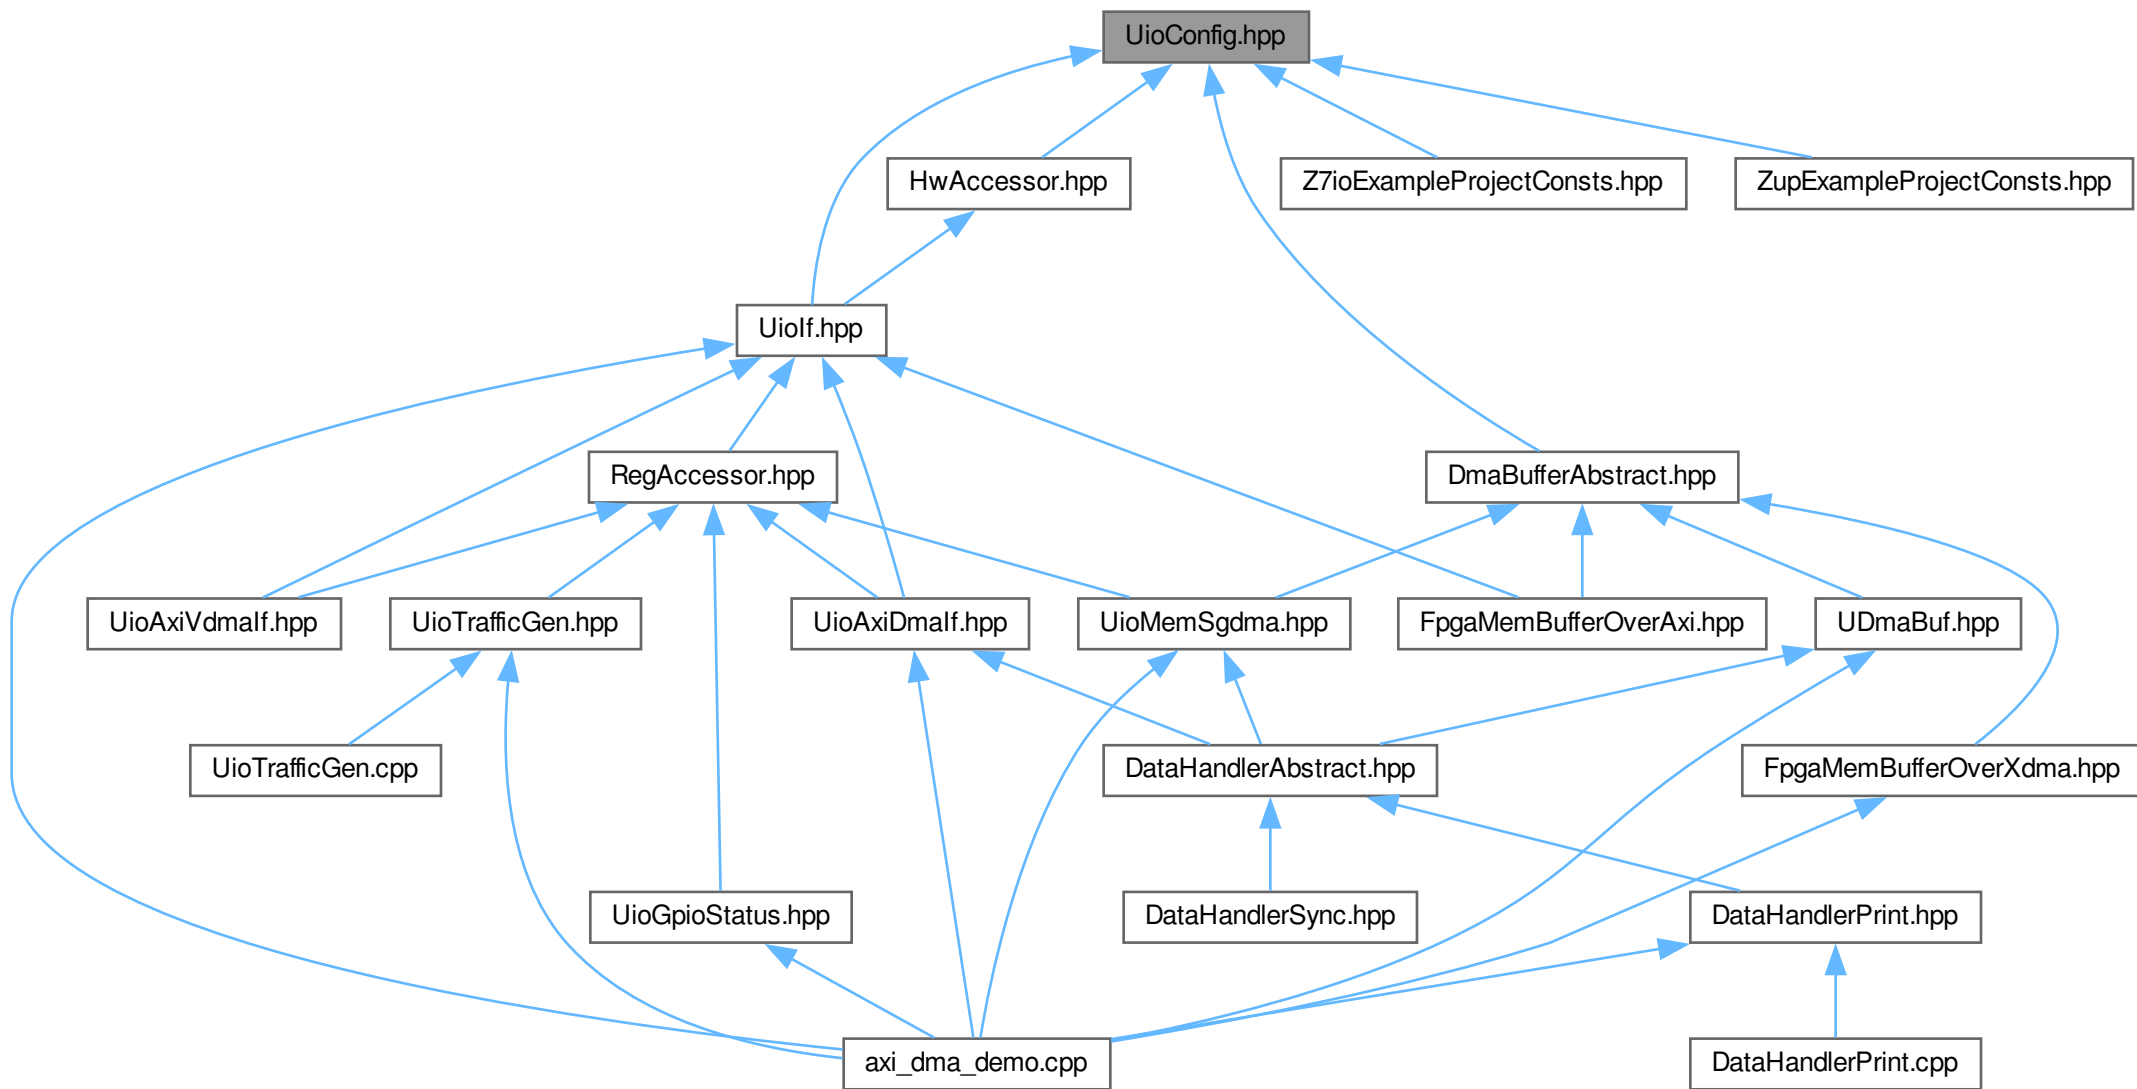 UioConfig.hpp
HwAccessor.hpp
Z7ioExampleProjectConsts.hpp
ZupExampleProjectConsts.hpp
UioIf.hpp
RegAccessor.hpp
DmaBufferAbstract.hpp
UioAxiVdmaIf.hpp
UioTrafficGen.hpp
UioAxiDmaIf.hpp
UioMemSgdma.hpp
FpgaMemBufferOverAxi.hpp
UDmaBuf.hpp
UioTrafficGen.cpp
DataHandlerAbstract.hpp
FpgaMemBufferOverXdma.hpp
UioGpioStatus.hpp
DataHandlerSync.hpp
DataHandlerPrint.hpp
axi_dma_demo.cpp
DataHandlerPrint.cpp